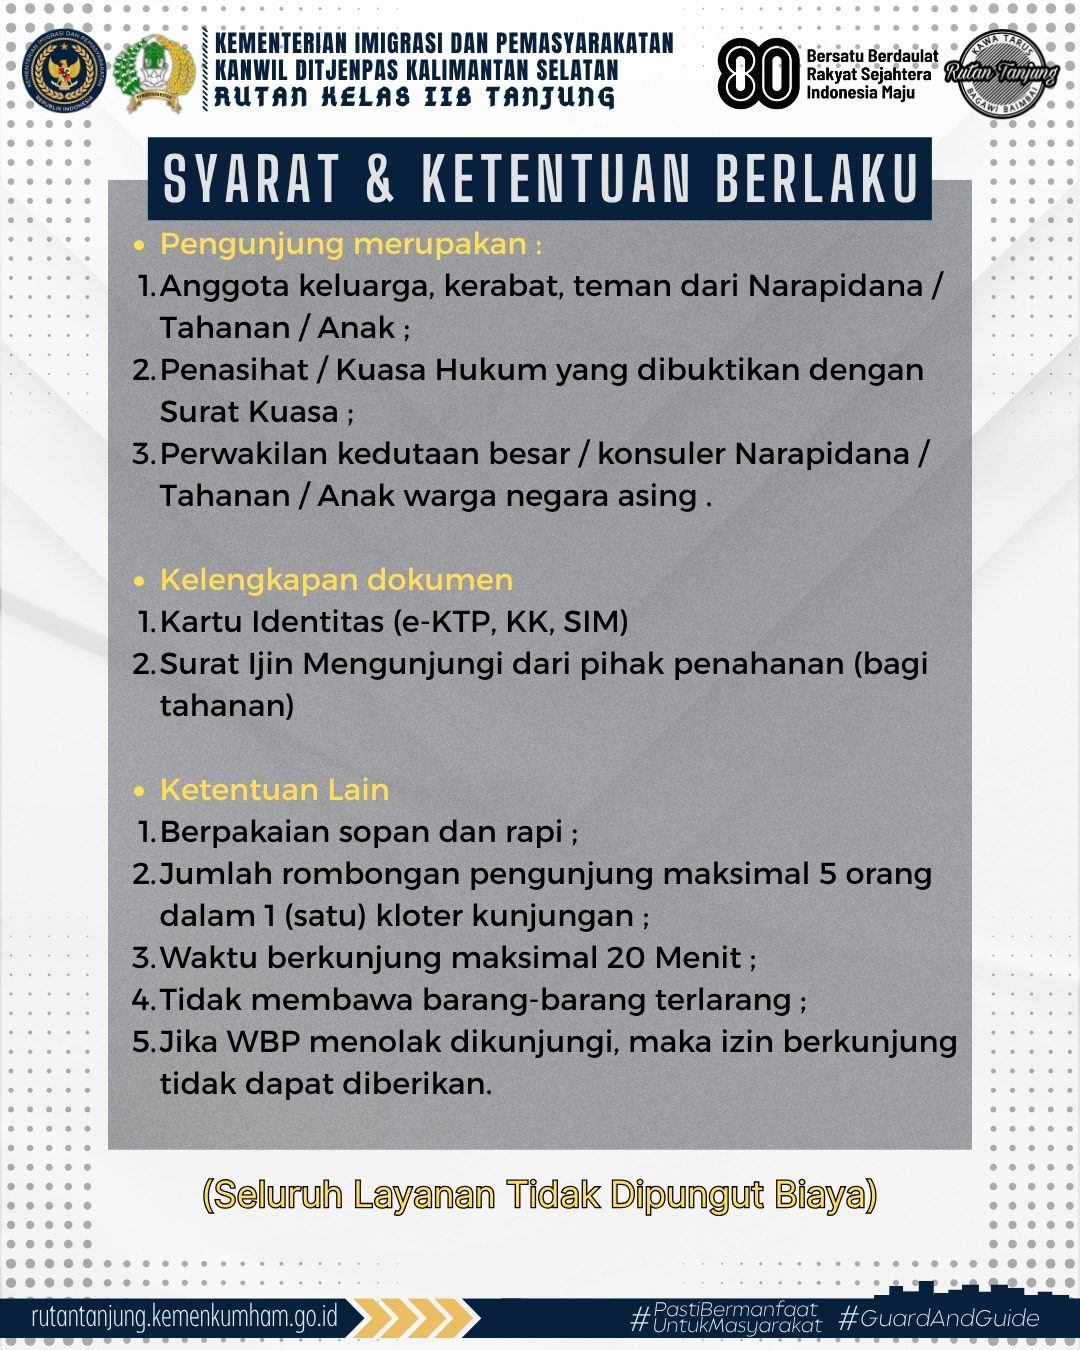 KEMENTERIAN IMIGRASI DAN PEMASYARAKATAN
KANWIL DITJENPAS KALIMANTAN SELATAN
RUTAN KELAS IIB TANJUNG
80
Bersatu Berdaulat
Rakyat Sejahtera
Indonesia Maju
KAWA TARUS
Rutan Tanjung
BAGAWI BAIMBAI
SYARAT & KETENTUAN BERLAKU
• Pengunjung merupakan :
1. Anggota keluarga, kerabat, teman dari Narapidana /
Tahanan / Anak ;
2. Penasihat / Kuasa Hukum yang dibuktikan dengan
Surat Kuasa ;
3. Perwakilan kedutaan besar / konsuler Narapidana /
Tahanan / Anak warga negara asing .
• Kelengkapan dokumen
1. Kartu Identitas (e-KTP, KK, SIM)
2. Surat Ijin Mengunjungi dari pihak penahanan (bagi
tahanan)
• Ketentuan Lain
1. Berpakaian sopan dan rapi ;
2. Jumlah rombongan pengunjung maksimal 5 orang
dalam 1 (satu) kloter kunjungan ;
3. Waktu berkunjung maksimal 20 Menit ;
4. Tidak membawa barang-barang terlarang ;
5. Jika WBP menolak dikunjungi, maka izin berkunjung
tidak dapat diberikan.
(Seluruh Layanan Tidak Dipungut Biaya)
rutantanjung.kemenkumham.go.id
#PastiBermanfaat
UntukMasyarakat
#GuardAndGuide